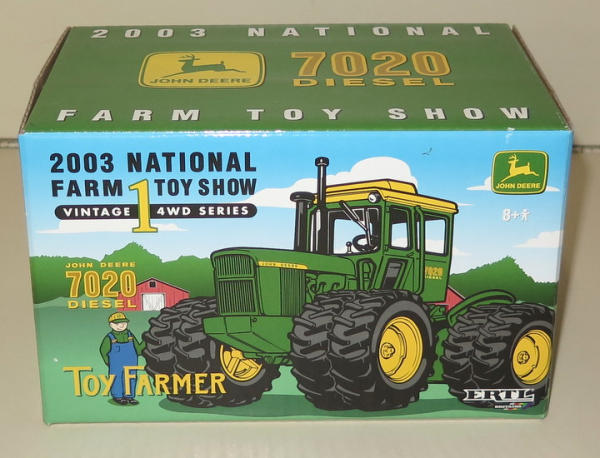 2003 NATIONAL
JOHN DEERE
7020
DIESEL
FARM TOY SHOW
2003 NATIONAL
FARM 1 TOY SHOW
VINTAGE 4WD SERIES
JOHN DEERE
8+
JOHN DEERE
7020
DIESEL
JOHN DEERE
7020
DIESEL
TOY FARMER
ERTL